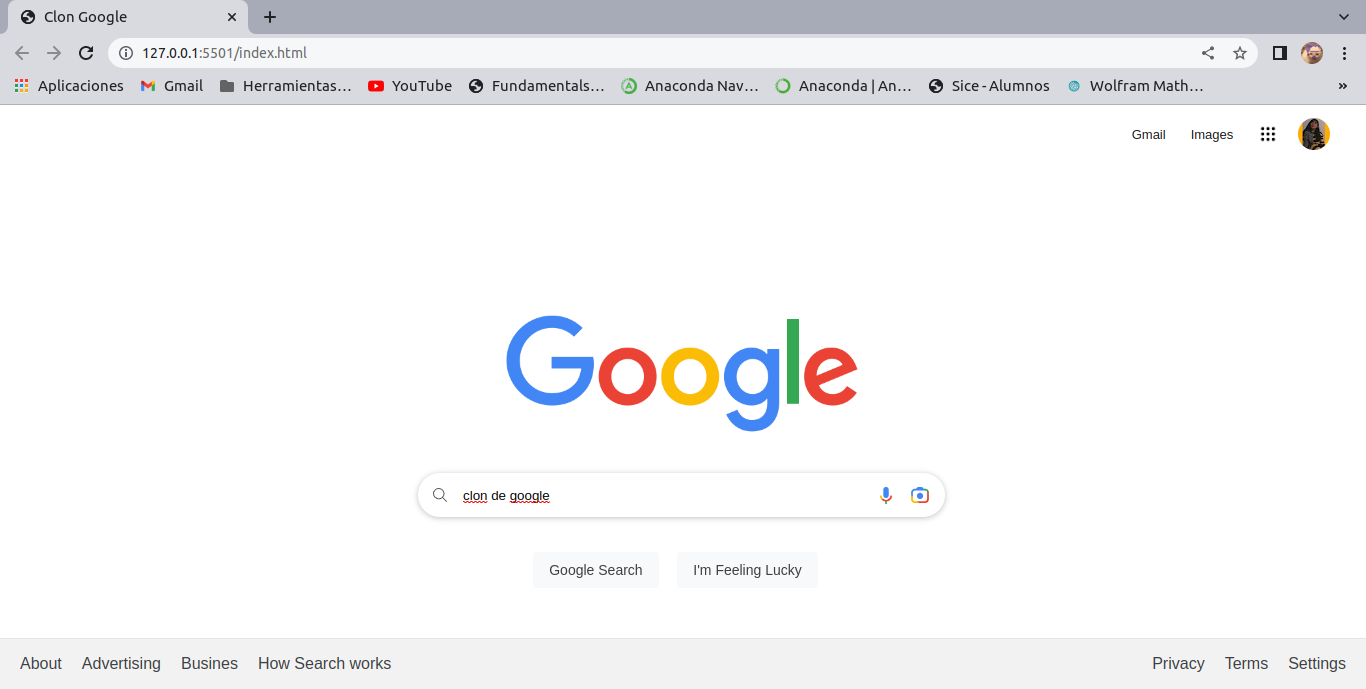 Clon Google
127.0.0.1:5501/index.html
Aplicaciones Gmail Herramientas... YouTube Fundamentals... Anaconda Nav... Anaconda | An... Sice - Alumnos Wolfram Math... »
Gmail Images
Google
clon de google
Google Search I'm Feeling Lucky
About Advertising Busines How Search works Privacy Terms Settings